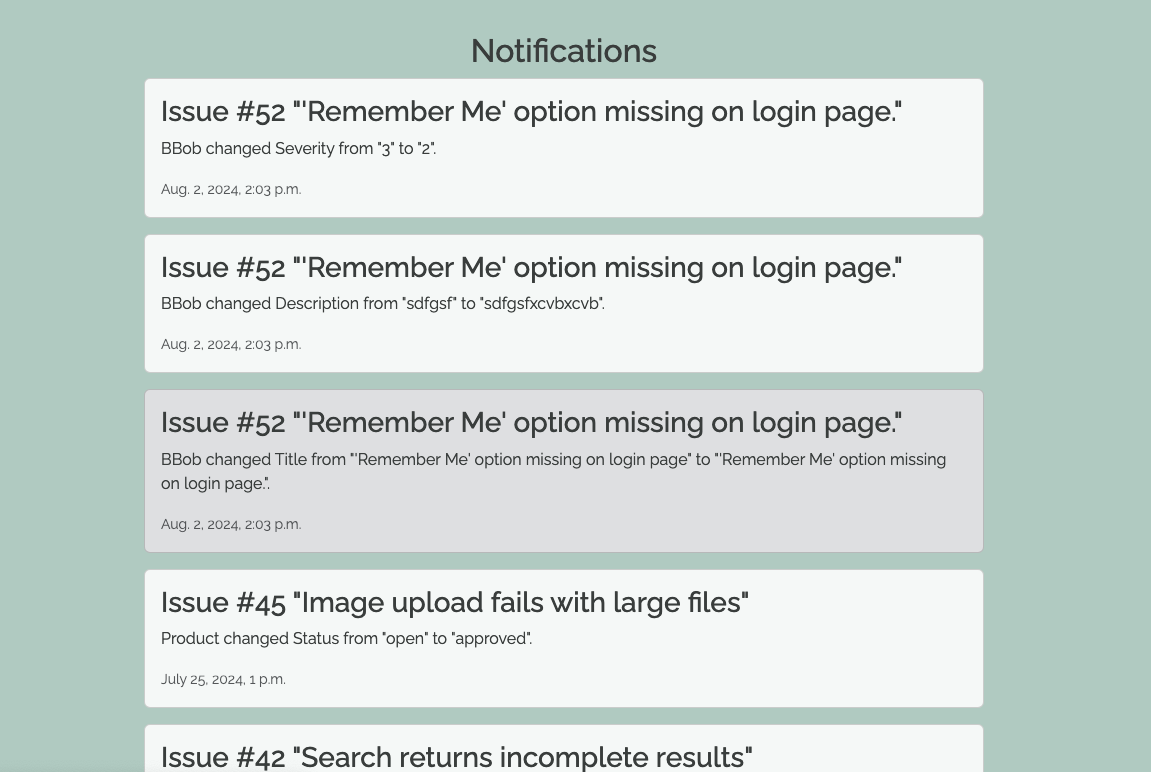 Notifications
Issue #52 "'Remember Me' option missing on login page."
BBob changed Severity from "3" to "2".
Aug. 2, 2024, 2:03 p.m.
Issue #52 "'Remember Me' option missing on login page."
BBob changed Description from "sdfgsf" to "sdfgsfxcvbxcvb".
Aug. 2, 2024, 2:03 p.m.
Issue #52 "'Remember Me' option missing on login page."
BBob changed Title from "'Remember Me' option missing on login page" to "'Remember Me' option missing
on login page.".
Aug. 2, 2024, 2:03 p.m.
Issue #45 "Image upload fails with large files"
Product changed Status from "open" to "approved".
July 25, 2024, 1 p.m.
Issue #42 "Search returns incomplete results"